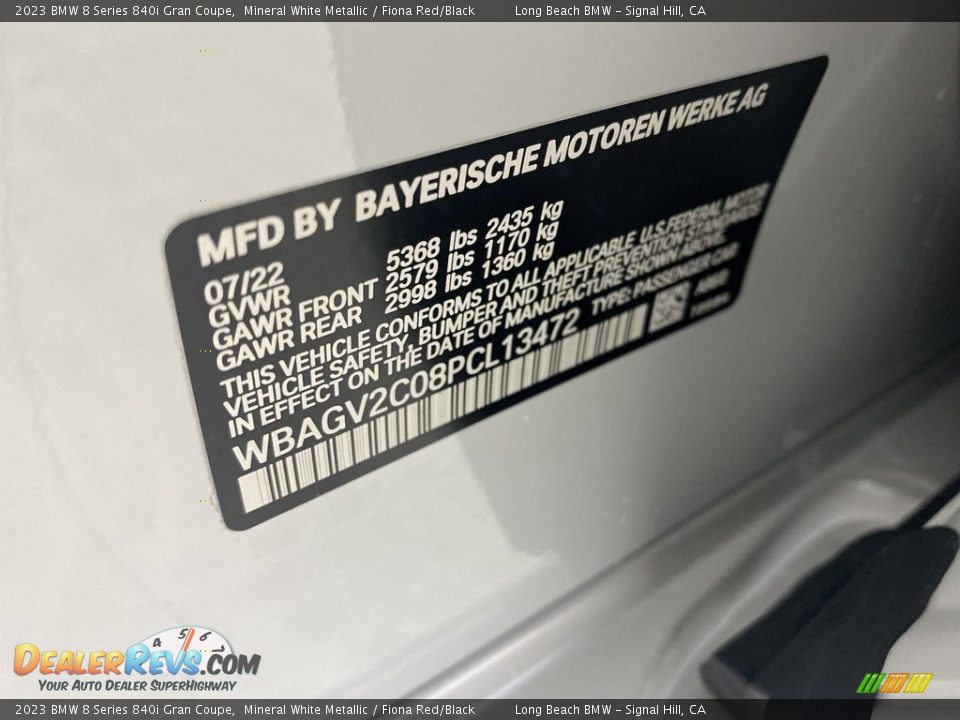 2023 BMW 8 Series 840i Gran Coupe, Mineral White Metallic / Fiona Red/Black Long Beach BMW - Signal Hill, CA
MFD BY BAYERISCHE MOTOREN WERKE AG
07/22
GVWR 5368 lbs 2435 kg
GAWR FRONT 2579 lbs 1170 kg
GAWR REAR 2998 lbs 1360 kg
THIS VEHICLE CONFORMS TO ALL APPLICABLE U.S.FEDERAL MOTOR
VEHICLE SAFETY, BUMPER AND THEFT PREVENTION STANDARDS
IN EFFECT ON THE DATE OF MANUFACTURE SHOWN ABOVE.
WBAGV2C08PCL13472 TYPE: PASSENGER CAR
4 5 6
DEALERREVS.COM
YOUR AUTO DEALER SUPERHIGHWAY
2023 BMW 8 Series 840i Gran Coupe, Mineral White Metallic / Fiona Red/Black Long Beach BMW - Signal Hill, CA